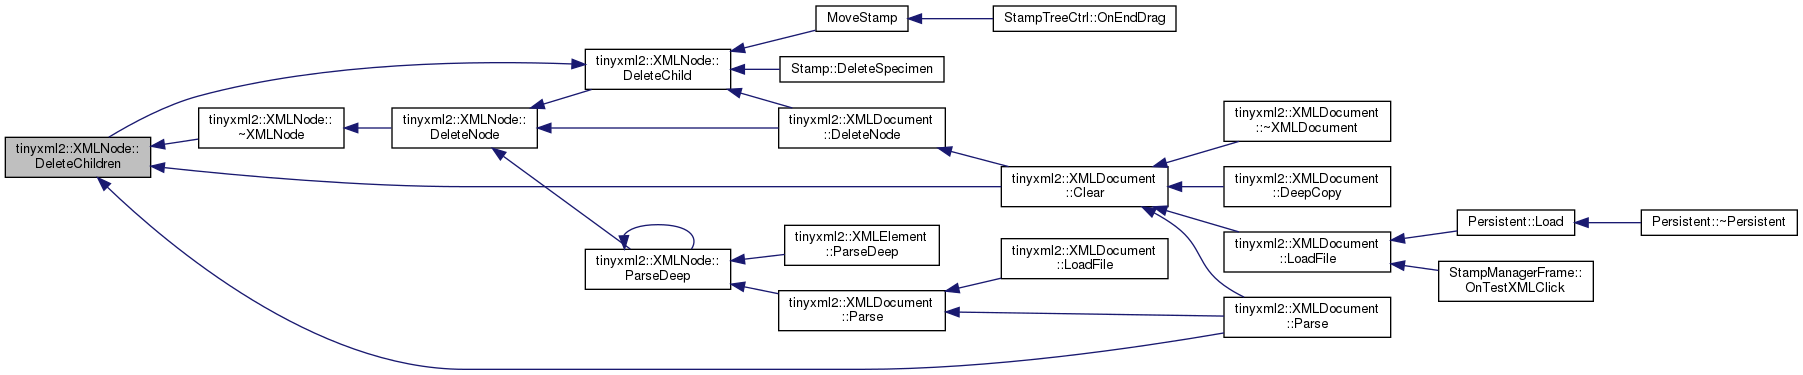 tinyxml2::XMLNode::
DeleteChildren
tinyxml2::XMLNode::
~XMLNode
tinyxml2::XMLNode::
DeleteNode
tinyxml2::XMLNode::
DeleteChild
MoveStamp
StampTreeCtrl::OnEndDrag
Stamp::DeleteSpecimen
tinyxml2::XMLDocument
::DeleteNode
tinyxml2::XMLDocument
::Clear
tinyxml2::XMLDocument
::~XMLDocument
tinyxml2::XMLDocument
::DeepCopy
tinyxml2::XMLDocument
::LoadFile
Persistent::Load
Persistent::~Persistent
StampManagerFrame::
OnTestXMLClick
tinyxml2::XMLDocument
::Parse
tinyxml2::XMLNode::
ParseDeep
tinyxml2::XMLElement
::ParseDeep
tinyxml2::XMLDocument
::Parse
tinyxml2::XMLDocument
::LoadFile